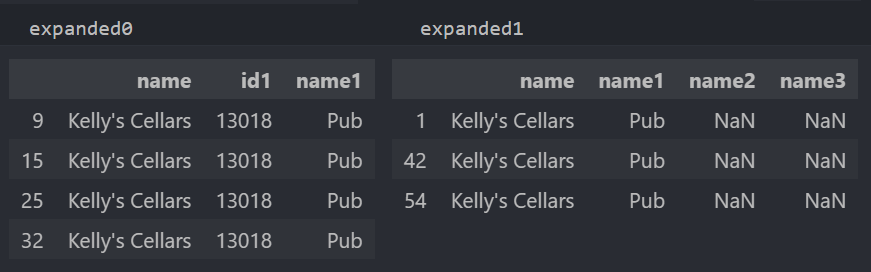 expanded0 expanded1
name id1 name1 name name1 name2 name3
9 Kelly's Cellars 13018 Pub 1 Kelly's Cellars Pub NaN NaN
15 Kelly's Cellars 13018 Pub 42 Kelly's Cellars Pub NaN NaN
25 Kelly's Cellars 13018 Pub 54 Kelly's Cellars Pub NaN NaN
32 Kelly's Cellars 13018 Pub